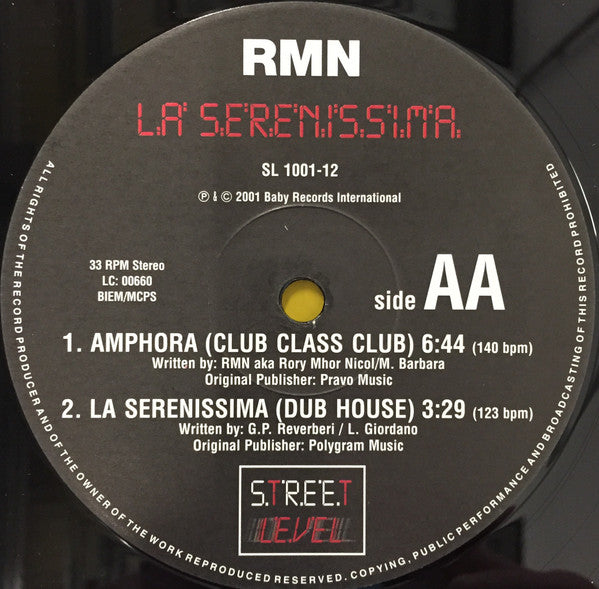 RMN
LA SERENISSIMA
SL 1001-12
℗ & © 2001 Baby Records International
33 RPM Stereo
LC: 00660
BIEM/MCPS
side AA
1. AMPHORA (CLUB CLASS CLUB) 6:44 (140 bpm)
Written by: RMN aka Rory Mhor Nicol/M. Barbara
Original Publisher: Pravo Music
2. LA SERENISSIMA (DUB HOUSE) 3:29 (123 bpm)
Written by: G.P. Reverberi / L. Giordano
Original Publisher: Polygram Music
S.T.R.E.E.T
LEVEL
ALL RIGHTS OF THE RECORD PRODUCER AND OF THE OWNER OF THE WORK REPRODUCED RESERVED. COPYING, PUBLIC PERFORMANCE AND BROADCASTING OF THIS RECORD PROHIBITED